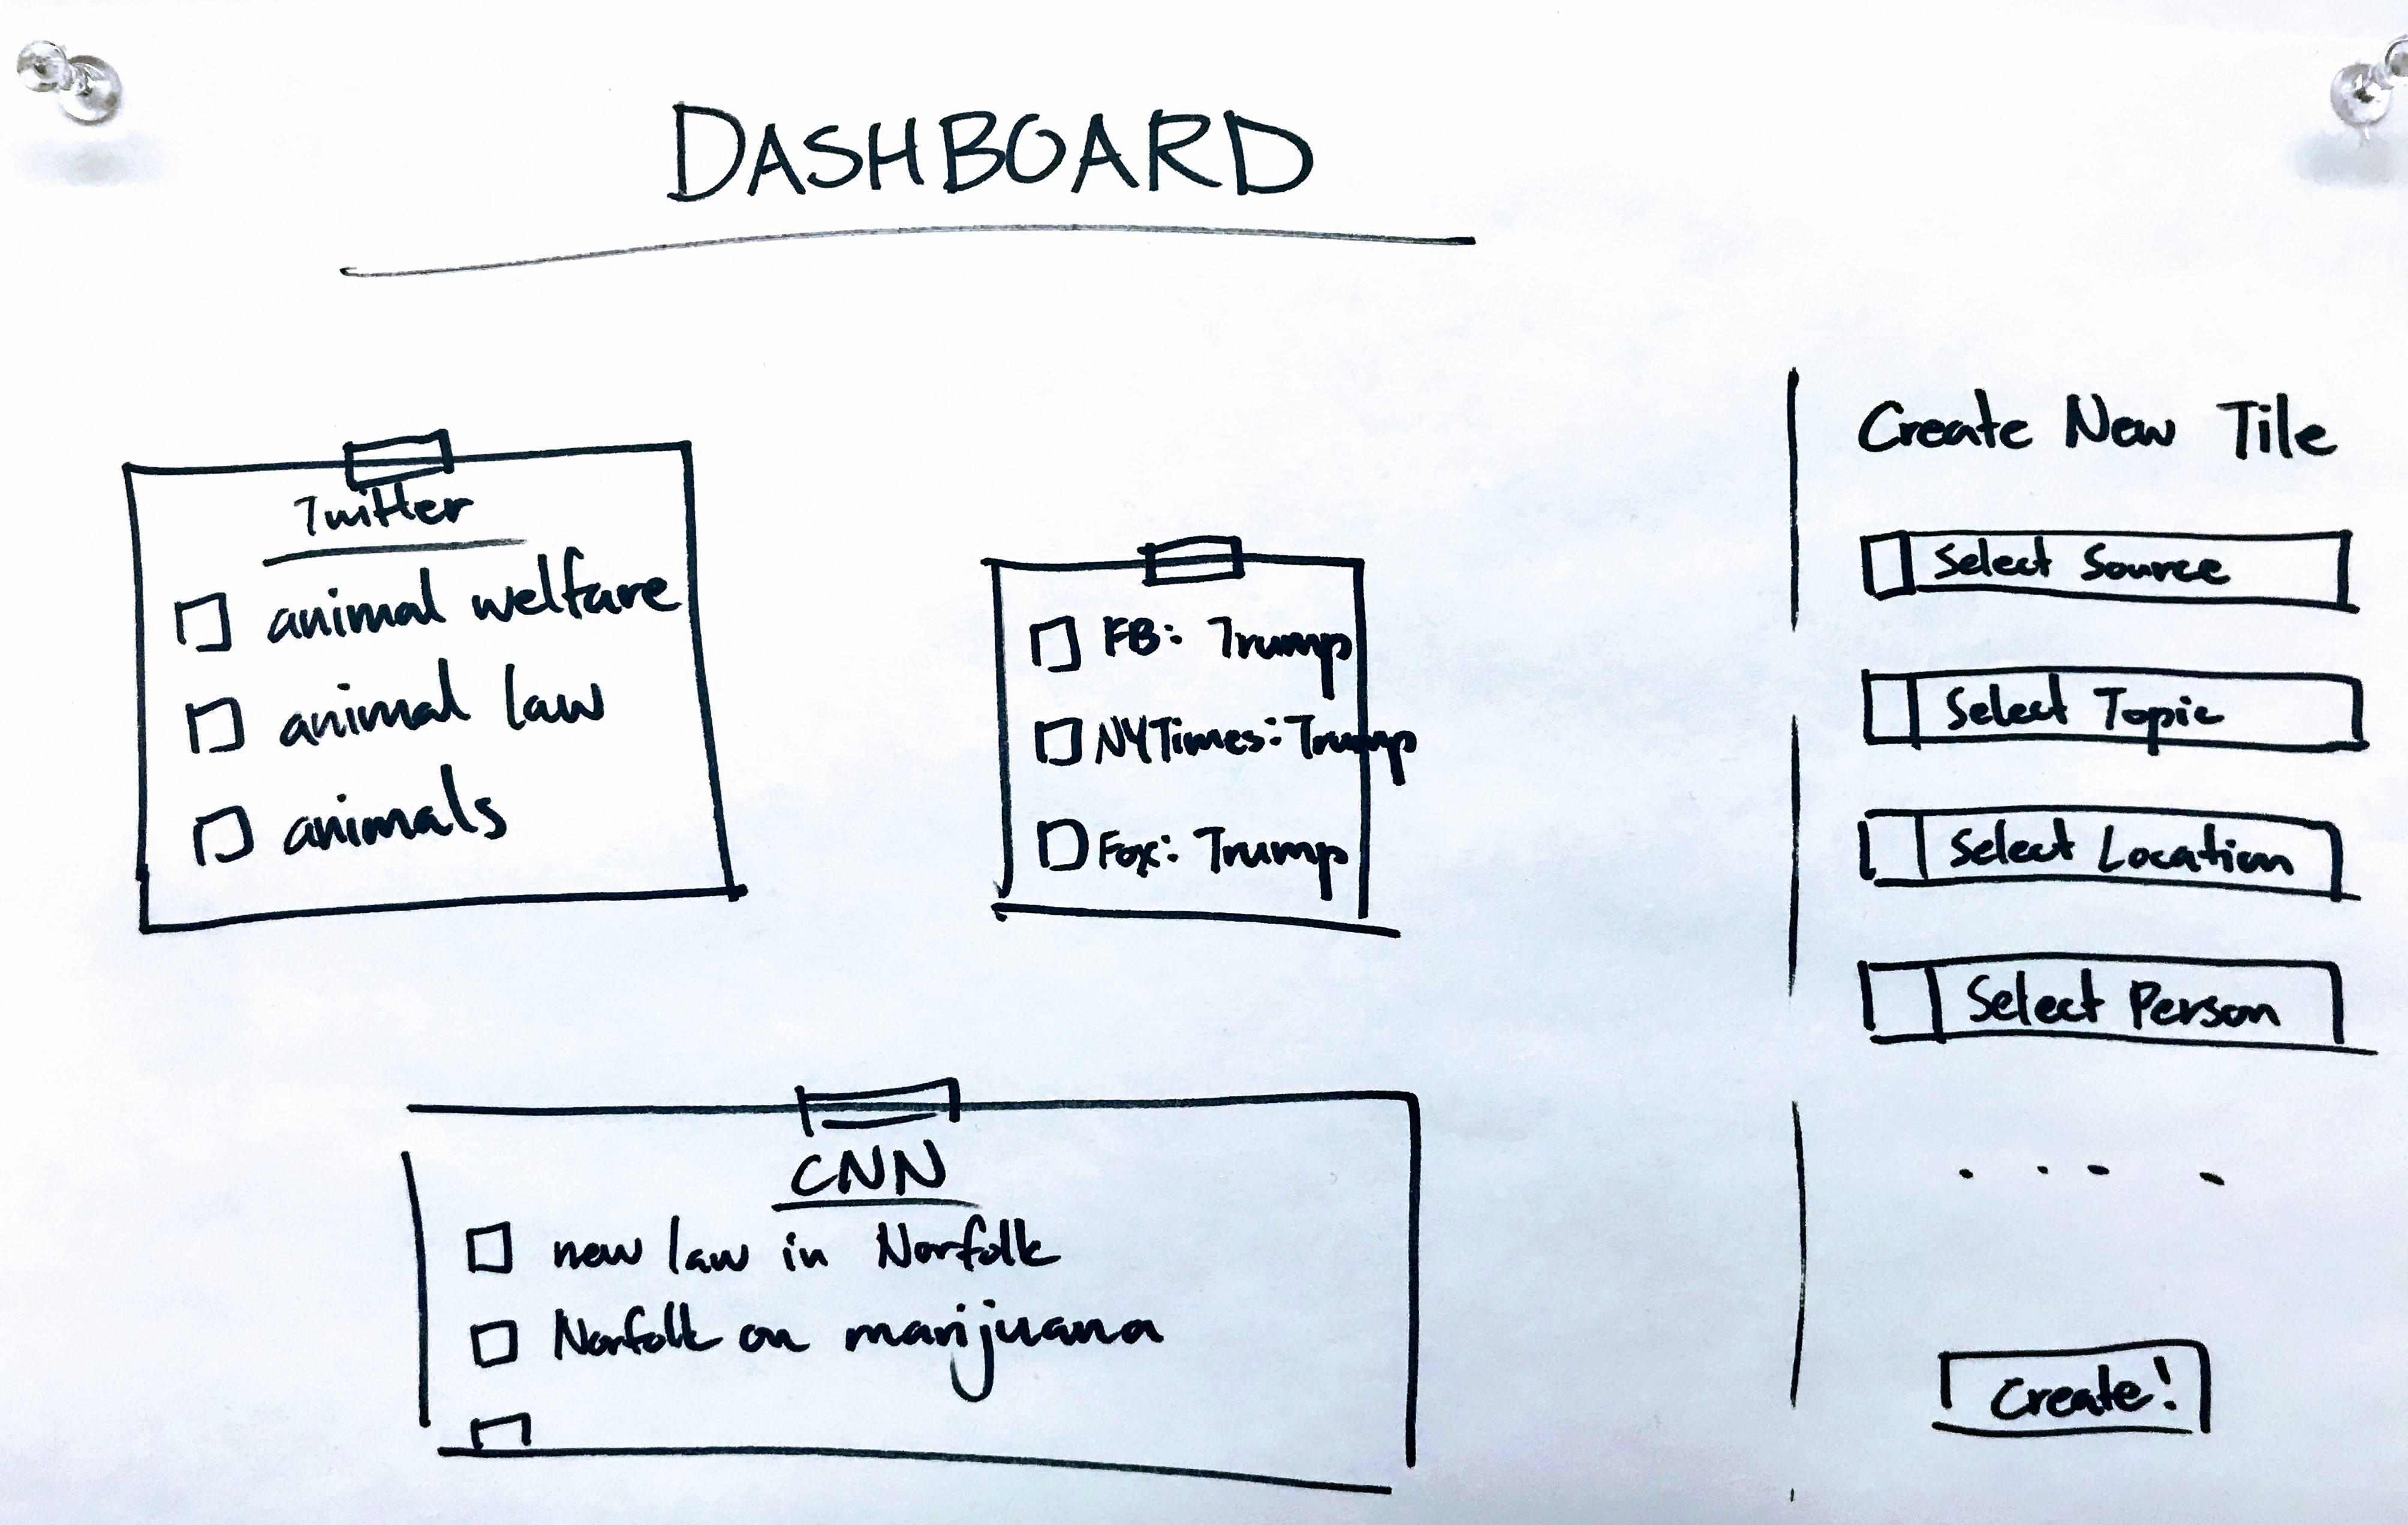 DASHBOARD
Twitter
animal welfare
animal law
animals
FB: Trump
NYTimes: Trump
Fox: Trump
CNN
new law in Norfolk
Norfolk on marijuana
Create New Tile
Select Source
Select Topic
Select Location
Select Person
. . . .
Create!